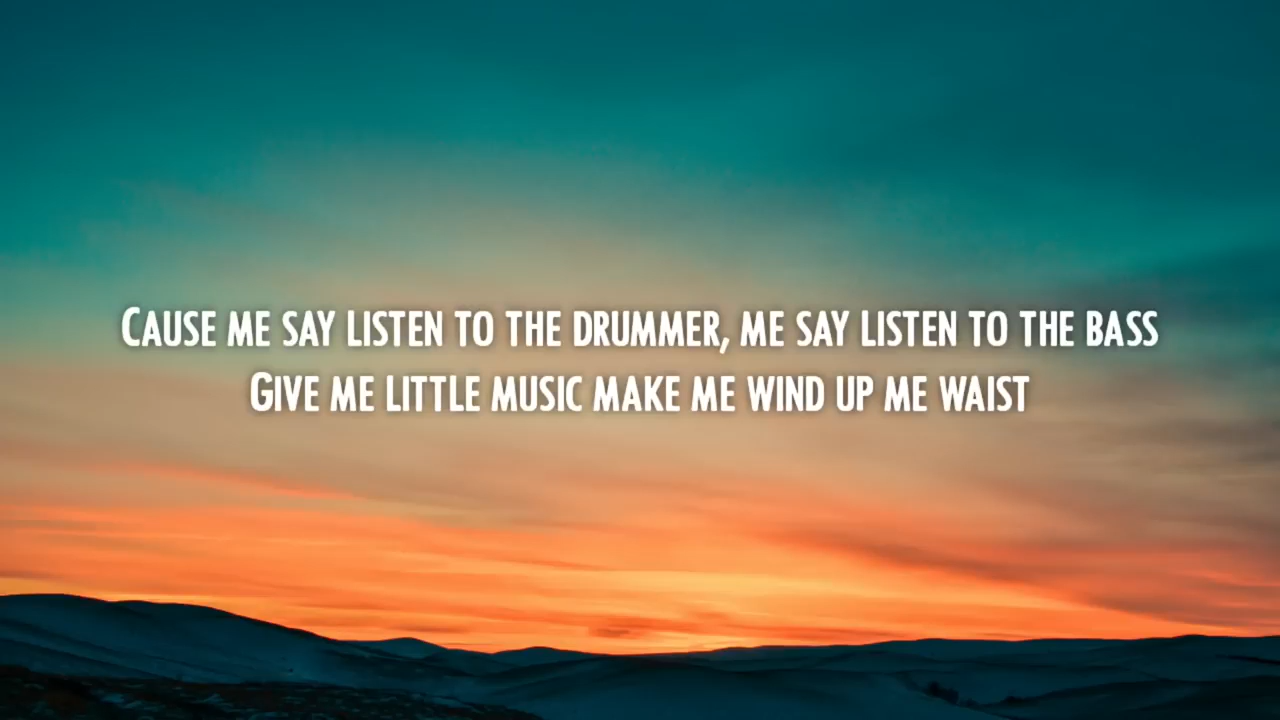 Cause me say listen to the drummer, me say listen to the bass
Give me little music make me wind up me waist